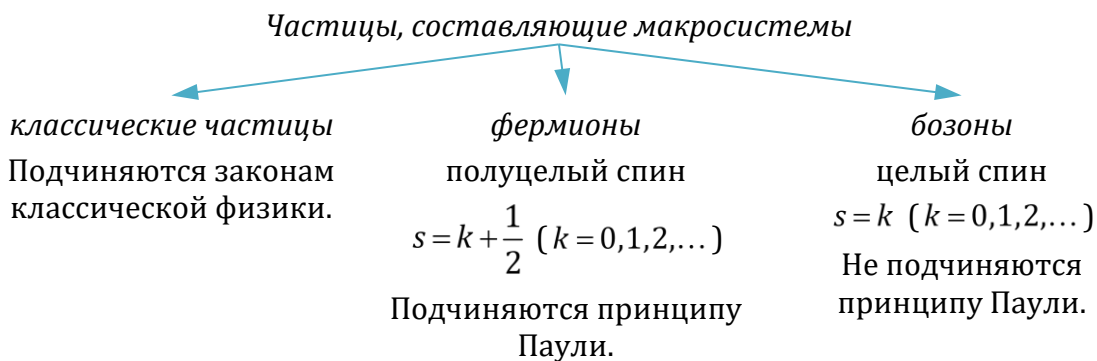 Частицы, составляющие макросистемы
классические частицы
Подчиняются законам
классической физики.
фермионы
полуцелый спин
s = k + 1/2 (k = 0,1,2,…)
Подчиняются принципу
Паули.
бозоны
целый спин
s = k (k = 0,1,2,…)
Не подчиняются
принципу Паули.